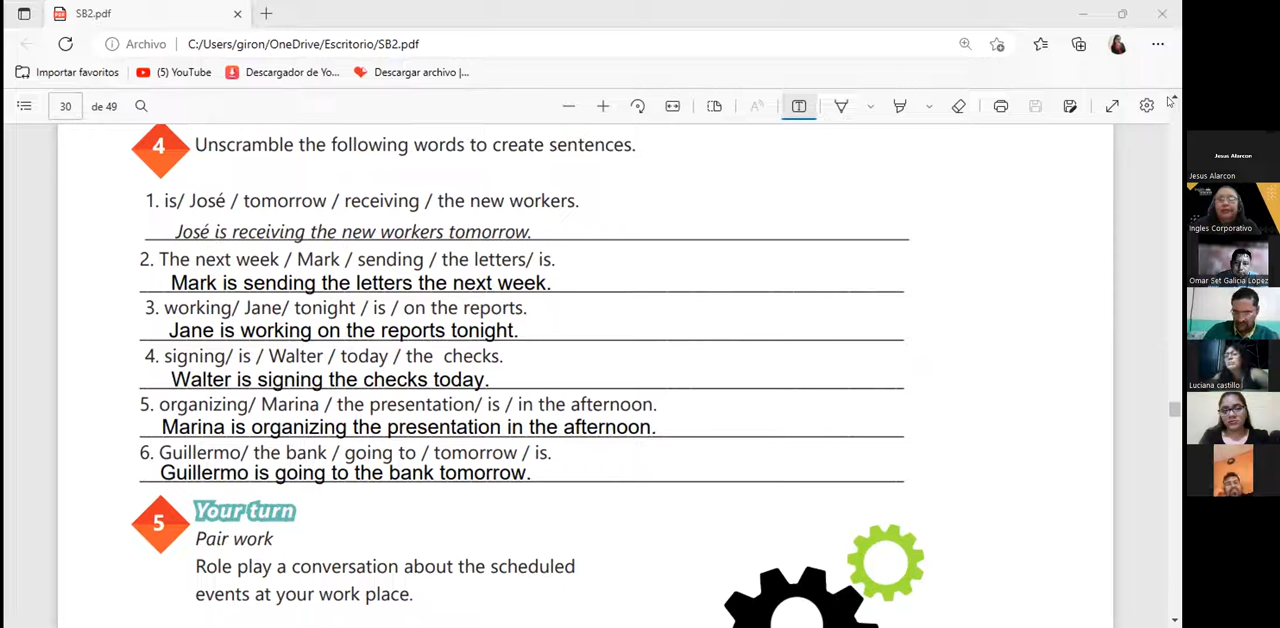 SB2.pdf
Archivo
C:/Users/giron/OneDrive/Escritorio/SB2.pdf
Importar favoritos
(5) YouTube
Descargador de Yo...
Descargar archivo |...
30
de 49
4
Unscramble the following words to create sentences.
1. is/ José / tomorrow / receiving / the new workers.
José is receiving the new workers tomorrow.
2. The next week / Mark / sending / the letters/ is.
Mark is sending the letters the next week.
3. working/ Jane/ tonight / is / on the reports.
Jane is working on the reports tonight.
4. signing/ is / Walter / today / the checks.
Walter is signing the checks today.
5. organizing/ Marina / the presentation/ is / in the afternoon.
Marina is organizing the presentation in the afternoon.
6. Guillermo/ the bank / going to / tomorrow / is.
Guillermo is going to the bank tomorrow.
5
Your turn
Pair work
Role play a conversation about the scheduled
events at your work place.
Jesus Alarcon
Jesus Alarcon
Ingles Corporativo
Omar Set Galicia Lopez
Luciana castillo